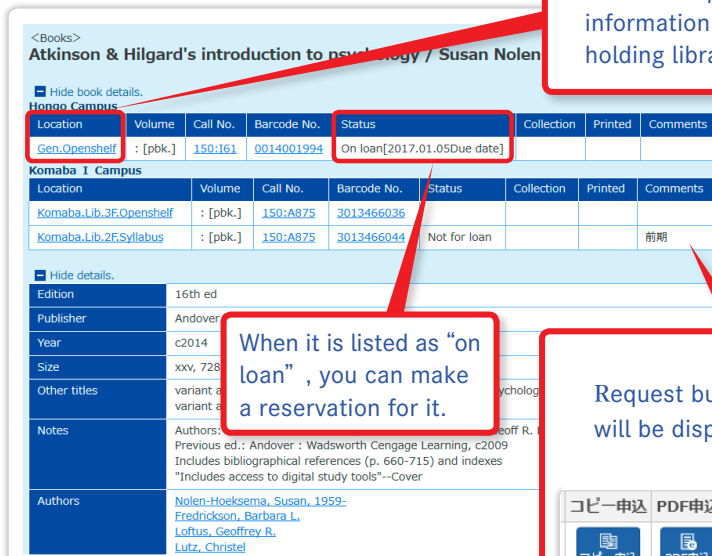 information
holding libra
<Books>
Atkinson & Hilgard's introduction to psychology / Susan Nolen
Hide book details.
Hongo Campus
Location Volume Call No. Barcode No. Status Collection Printed Comments
Gen.Openshelf : [pbk.] 150:I61 0014001994 On loan[2017.01.05Due date]
Komaba I Campus
Location Volume Call No. Barcode No. Status Collection Printed Comments
Komaba.Lib.3F.Openshelf : [pbk.] 150:A875 3013466036
Komaba.Lib.2F.Syllabus : [pbk.] 150:A875 3013466044 Not for loan 前期
Hide details.
Edition 16th ed
Publisher Andover
Year c2014
Size xxv, 728
Other titles variant a ycholog
variant a
Notes Authors: eoff R.
Previous ed.: Andover : Wadsworth Cengage Learning, c2009
Includes bibliographical references (p. 660-715) and indexes
"Includes access to digital study tools"--Cover
Authors Nolen-Hoeksema, Susan, 1959-
Fredrickson, Barbara L.
Loftus, Geoffrey R.
Lutz, Christel
When it is listed as “on
loan”, you can make
a reservation for it.
Request bu
will be disp
コピー申込 PDF申込